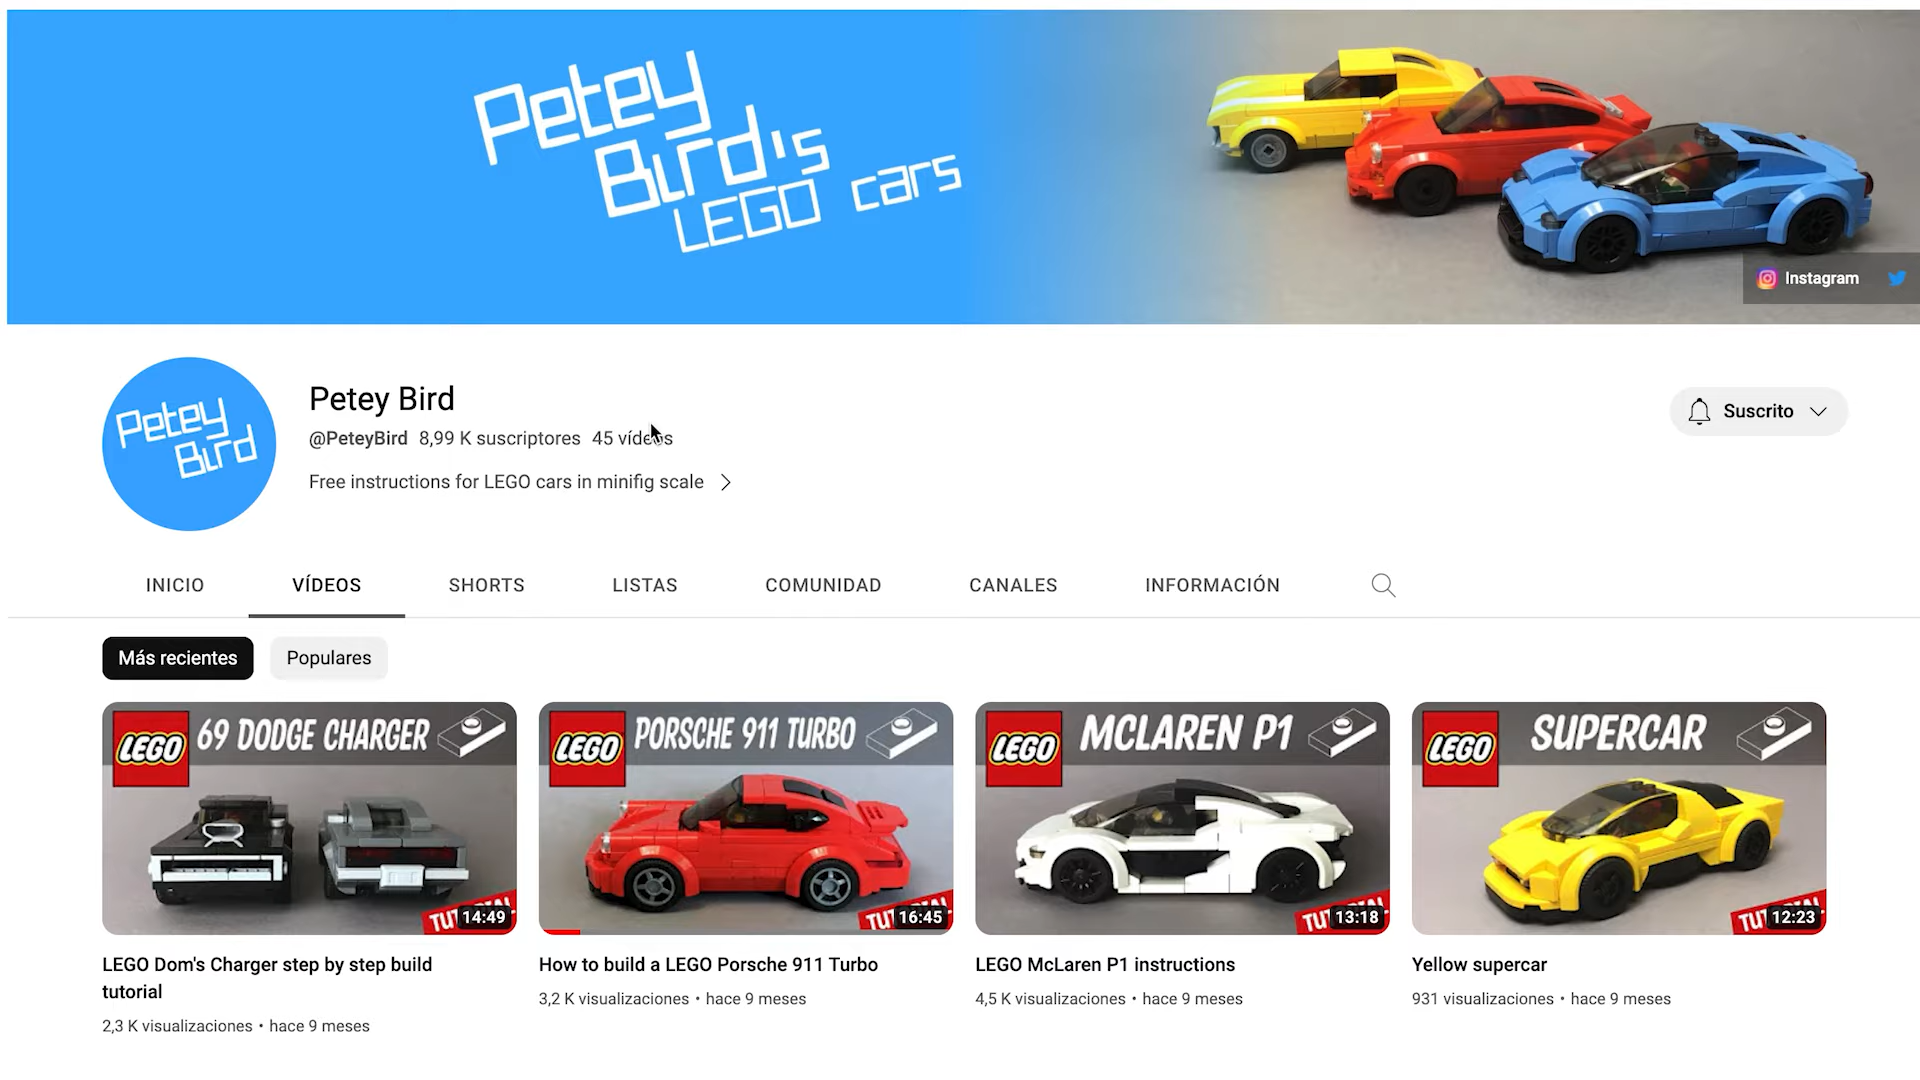 Petey
Bird's
LEGO cars
Instagram
Petey
Bird
Petey Bird
@PeteyBird 8,99 K suscriptores 45 vídeos
Suscrito
Free instructions for LEGO cars in minifig scale
INICIO VÍDEOS SHORTS LISTAS COMUNIDAD CANALES INFORMACIÓN
Más recientes Populares
LEGO 69 DODGE CHARGER
14:49
LEGO Dom's Charger step by step build
tutorial
2,3 K visualizaciones • hace 9 meses
LEGO PORSCHE 911 TURBO
16:45
How to build a LEGO Porsche 911 Turbo
3,2 K visualizaciones • hace 9 meses
LEGO MCLAREN P1
13:18
LEGO McLaren P1 instructions
4,5 K visualizaciones • hace 9 meses
LEGO SUPERCAR
12:23
Yellow supercar
931 visualizaciones • hace 9 meses